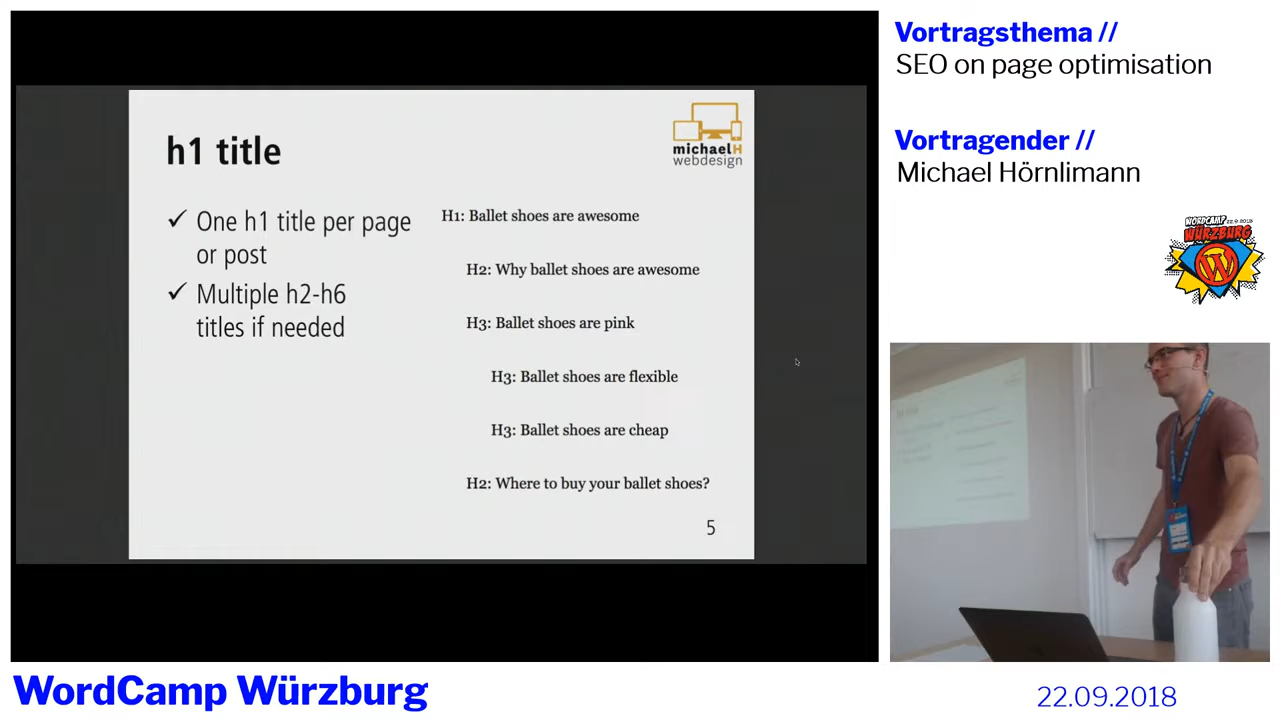 Vortragsthema //
SEO on page optimisation
Vortragender //
Michael Hörnlimann
WORDCAMP 22.9.2018
WÜRZBURG
h1 title
michaelH
webdesign
✓ One h1 title per page
or post
✓ Multiple h2-h6
titles if needed
H1: Ballet shoes are awesome
H2: Why ballet shoes are awesome
H3: Ballet shoes are pink
H3: Ballet shoes are flexible
H3: Ballet shoes are cheap
H2: Where to buy your ballet shoes?
5
WordCamp Würzburg
22.09.2018